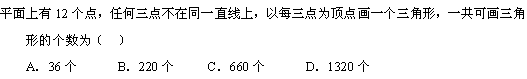 平面上有 12 个点，任何三点不在同一直线上，以每三点为顶点画一个三角形，一共可画三角
形的个数为（ ）
A．36 个 B．220 个 C．660 个 D．1320 个